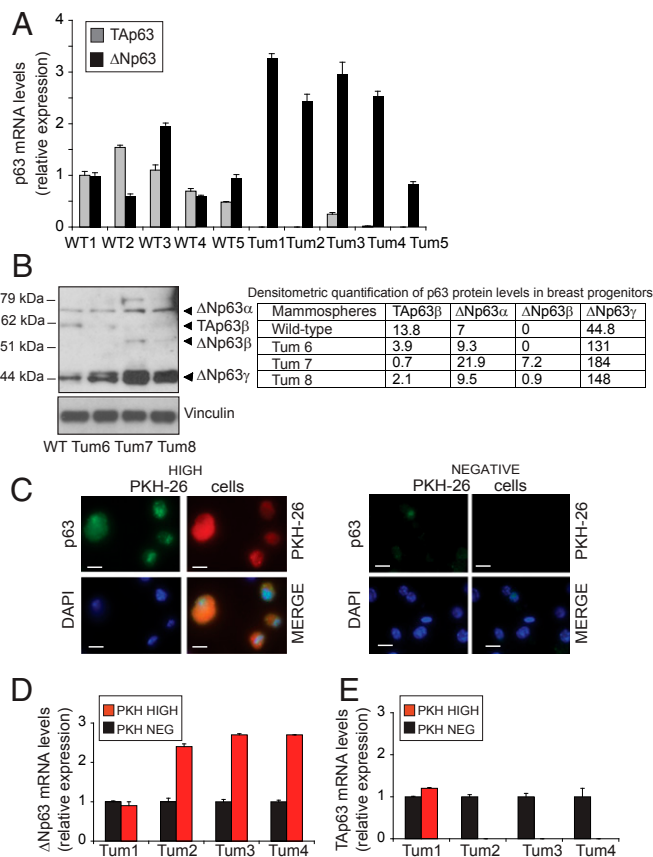 A
TAp63
ΔNp63
p63 mRNA levels
(relative expression)
4
3
2
1
0
WT1 WT2 WT3 WT4 WT5 Tum1 Tum2 Tum3 Tum4 Tum5
B
79 kDa
62 kDa
51 kDa
44 kDa
ΔNp63α
TAp63β
ΔNp63β
ΔNp63γ
Vinculin
WT Tum6 Tum7 Tum8
Densitometric quantification of p63 protein levels in breast progenitors
Mammospheres TAp63β ΔNp63α ΔNp63β ΔNp63γ
Wild-type 13.8 7 0 44.8
Tum 6 3.9 9.3 0 131
Tum 7 0.7 21.9 7.2 184
Tum 8 2.1 9.5 0.9 148
C
HIGH
PKH-26 cells
p63
PKH-26
DAPI
MERGE
NEGATIVE
PKH-26 cells
p63
PKH-26
DAPI
MERGE
D
PKH HIGH
PKH NEG
ΔNp63 mRNA levels
(relative expression)
3
2
1
0
Tum1 Tum2 Tum3 Tum4
E
PKH HIGH
PKH NEG
TAp63 mRNA levels
(relative expression)
3
2
1
0
Tum1 Tum2 Tum3 Tum4